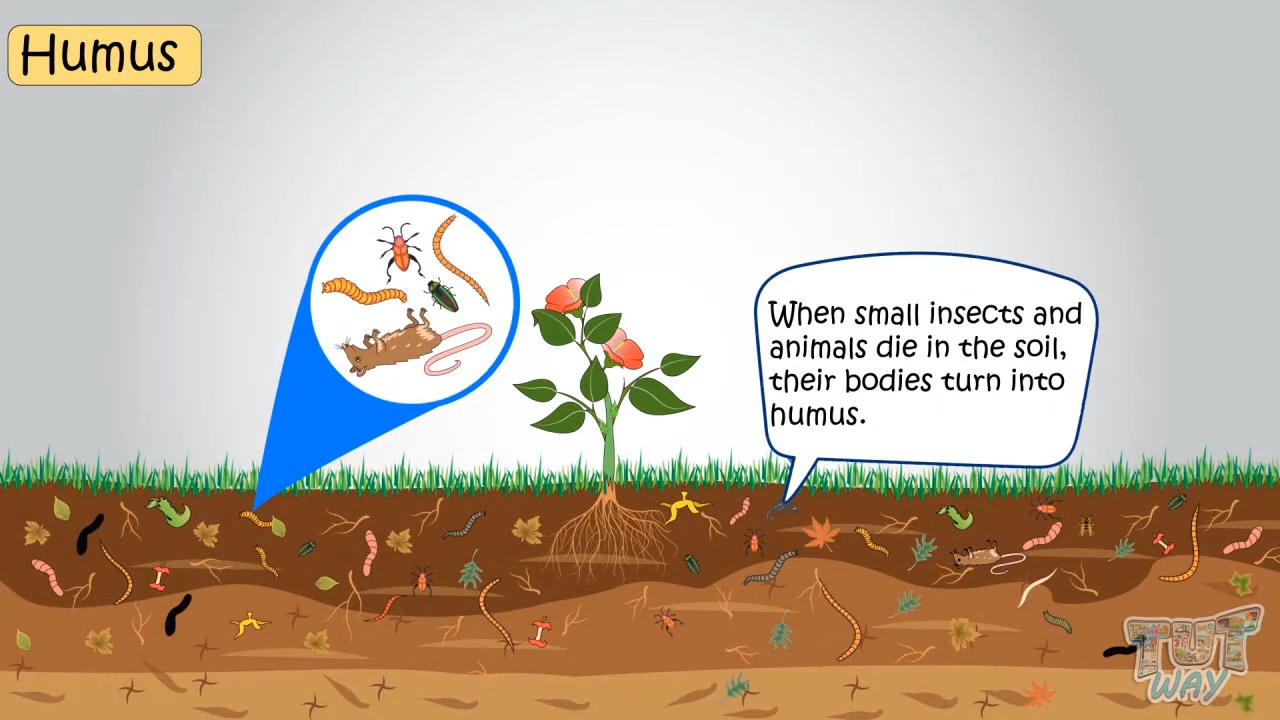 Humus
When small insects and
animals die in the soil,
their bodies turn into
humus.
TUT
WAY